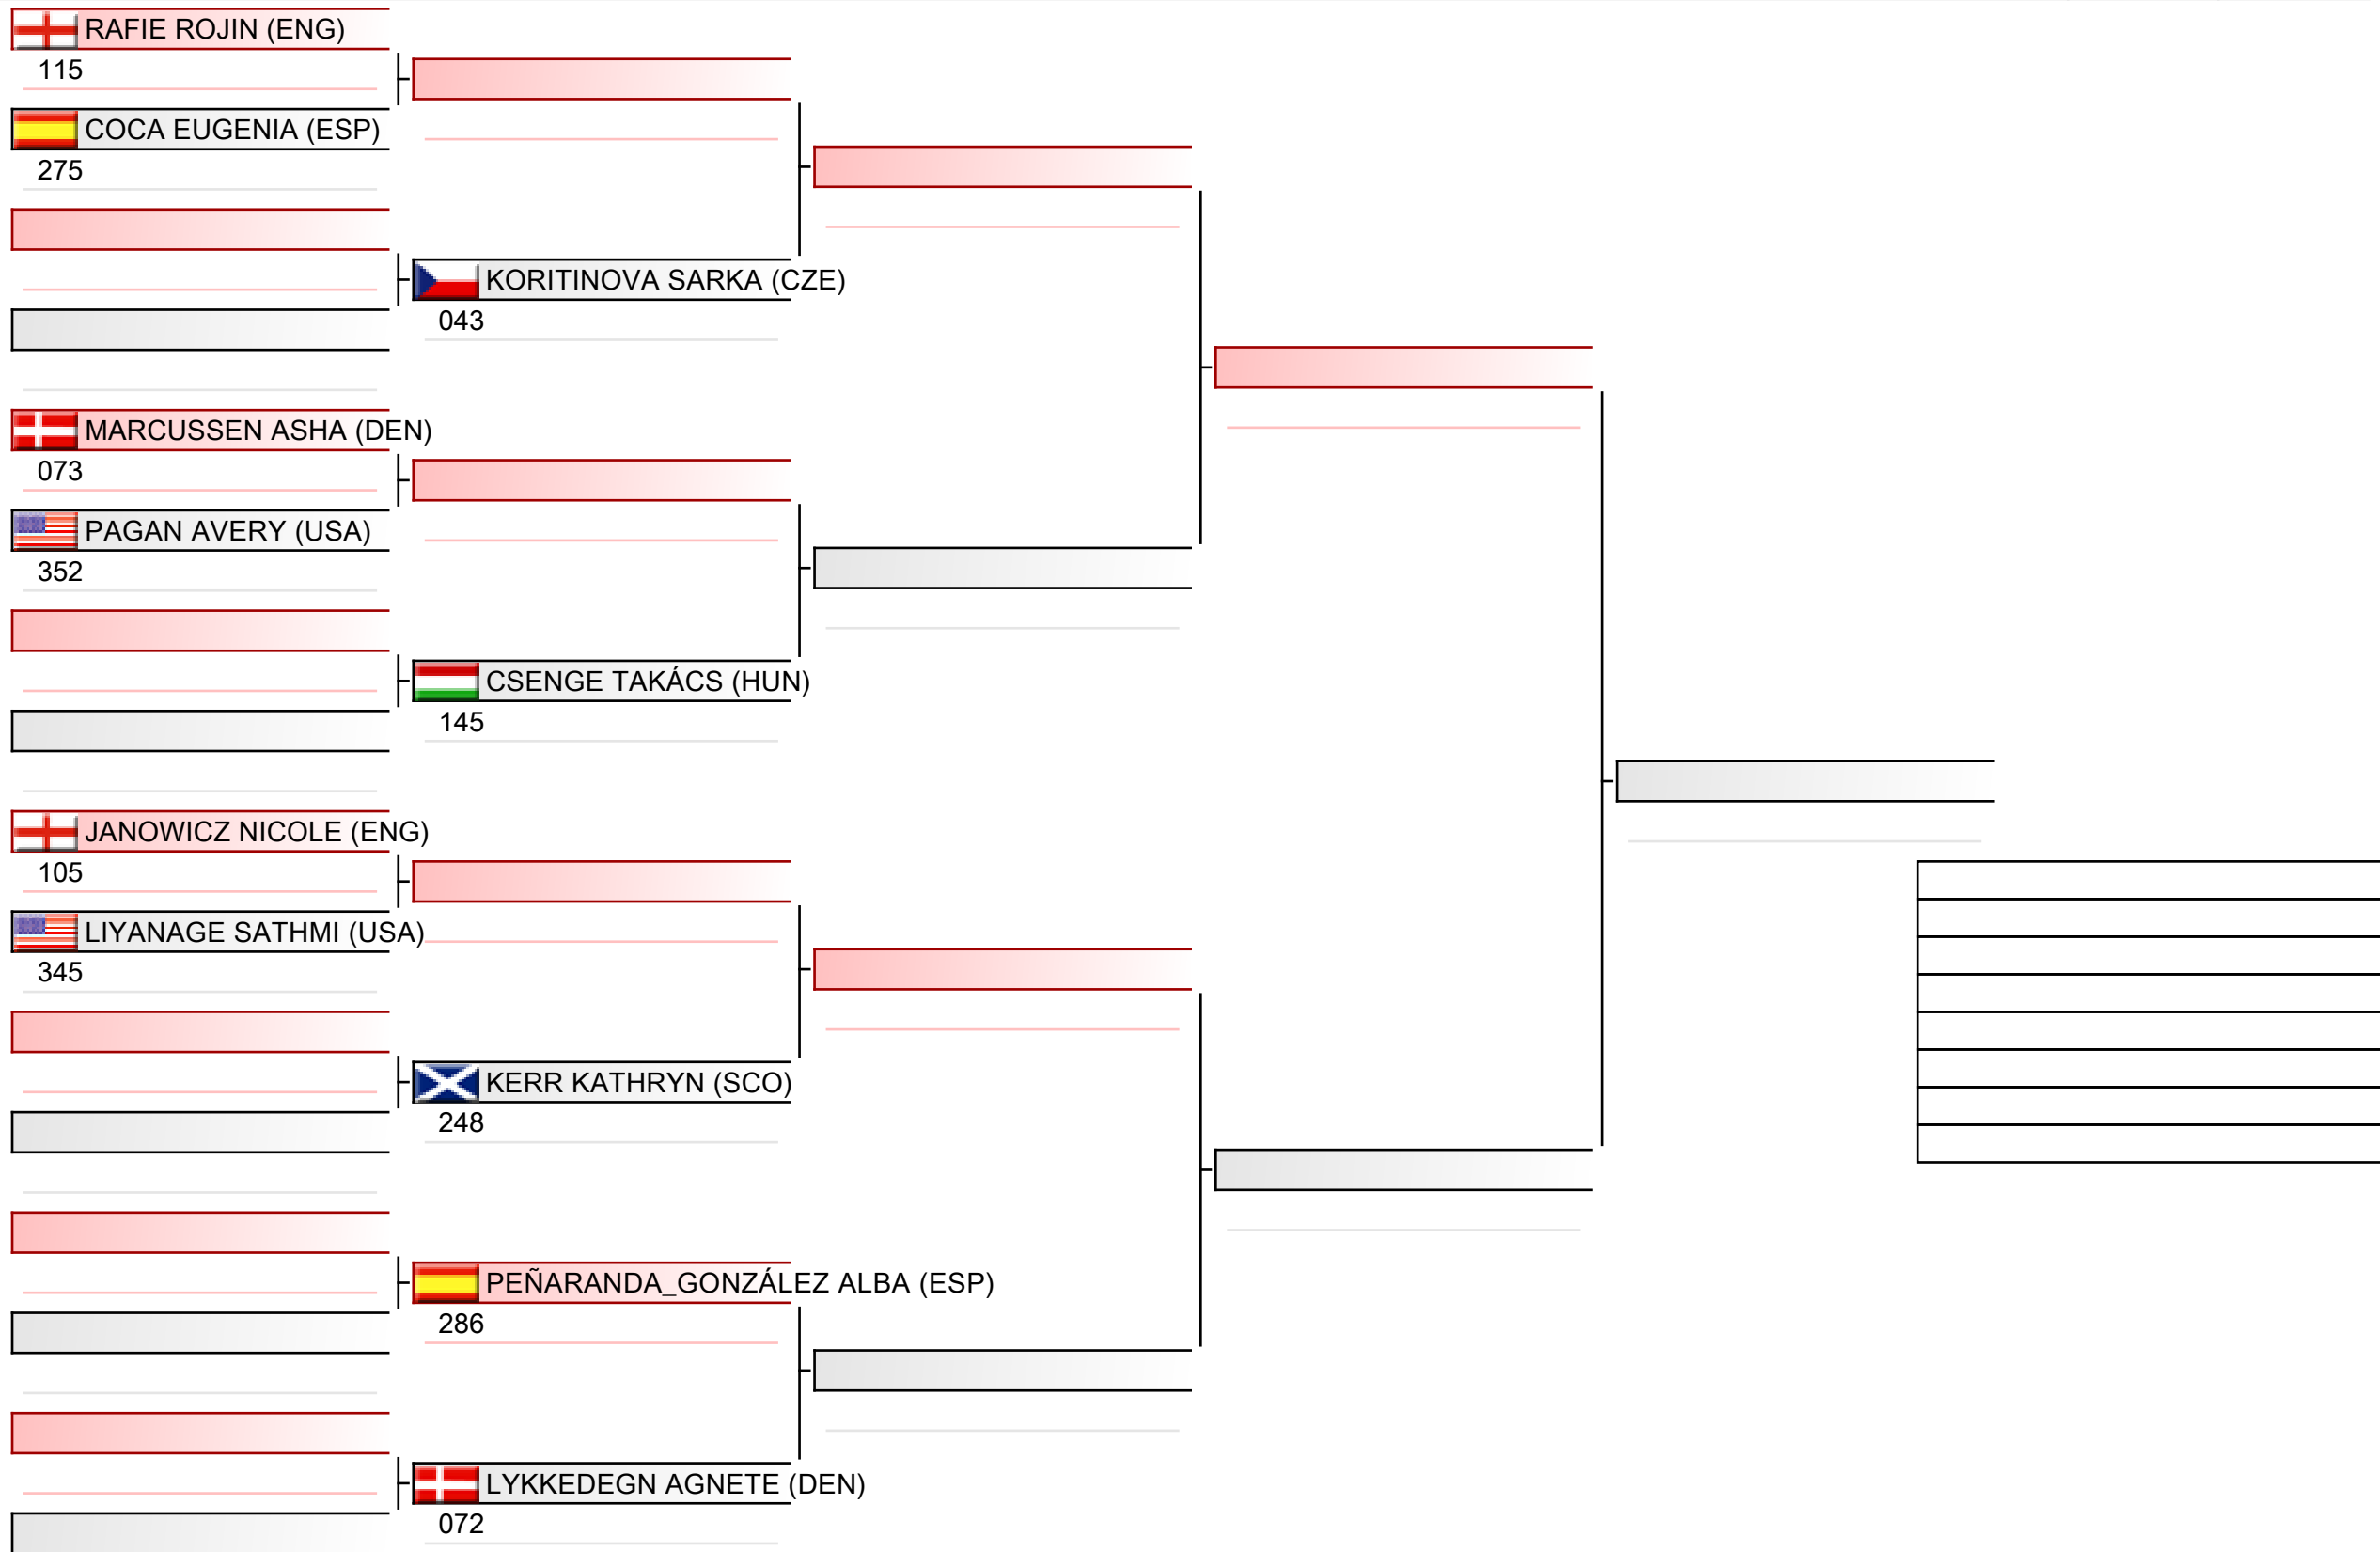 RAFIE ROJIN (ENG)
115
COCA EUGENIA (ESP)
275
KORITINOVA SARKA (CZE)
043
MARCUSSEN ASHA (DEN)
073
PAGAN AVERY (USA)
352
CSENGE TAKÁCS (HUN)
145
JANOWICZ NICOLE (ENG)
105
LIYANAGE SATHMI (USA)
345
KERR KATHRYN (SCO)
248
PEÑARANDA_GONZÁLEZ ALBA (ESP)
286
LYKKEDEGN AGNETE (DEN)
072